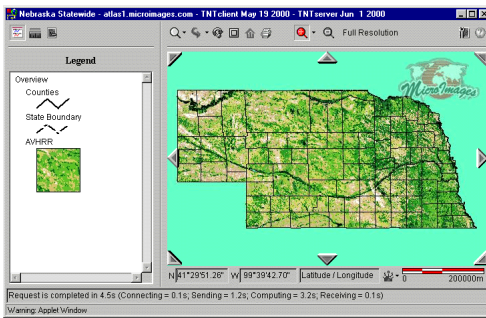 Nebraska Statewide - atlas1.microimages.com - TNTclient May 19 2000 - TNTserver Jun 1 2000
Full Resolution
Legend
Overview
Counties
State Boundary
AVHRR
MicroImages
N 41°29'51.26" W 99°39'42.70" Latitude / Longitude 0 200000m
Request is completed in 4.5s (Connecting = 0.1s; Sending = 1.2s; Computing = 3.2s; Receiving = 0.1s)
Warning: Applet Window